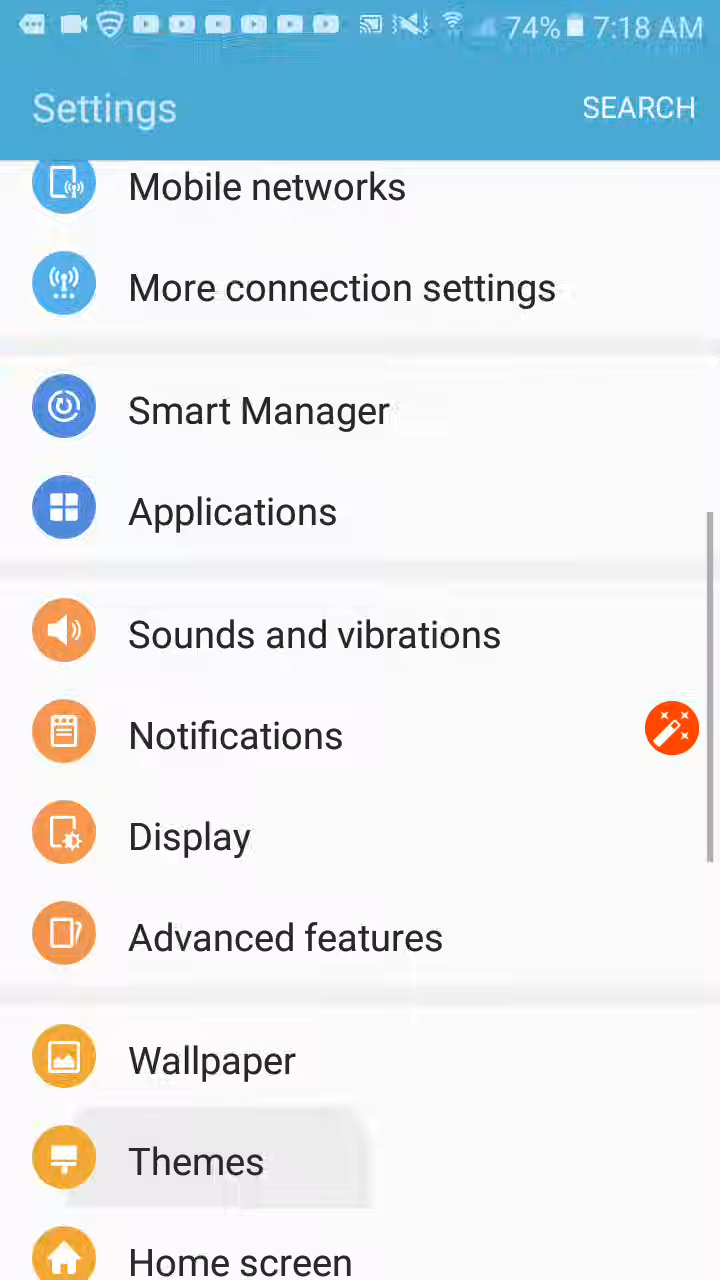 74% 7:18 AM
Settings SEARCH
Mobile networks
More connection settings
Smart Manager
Applications
Sounds and vibrations
Notifications
Display
Advanced features
Wallpaper
Themes
Home screen